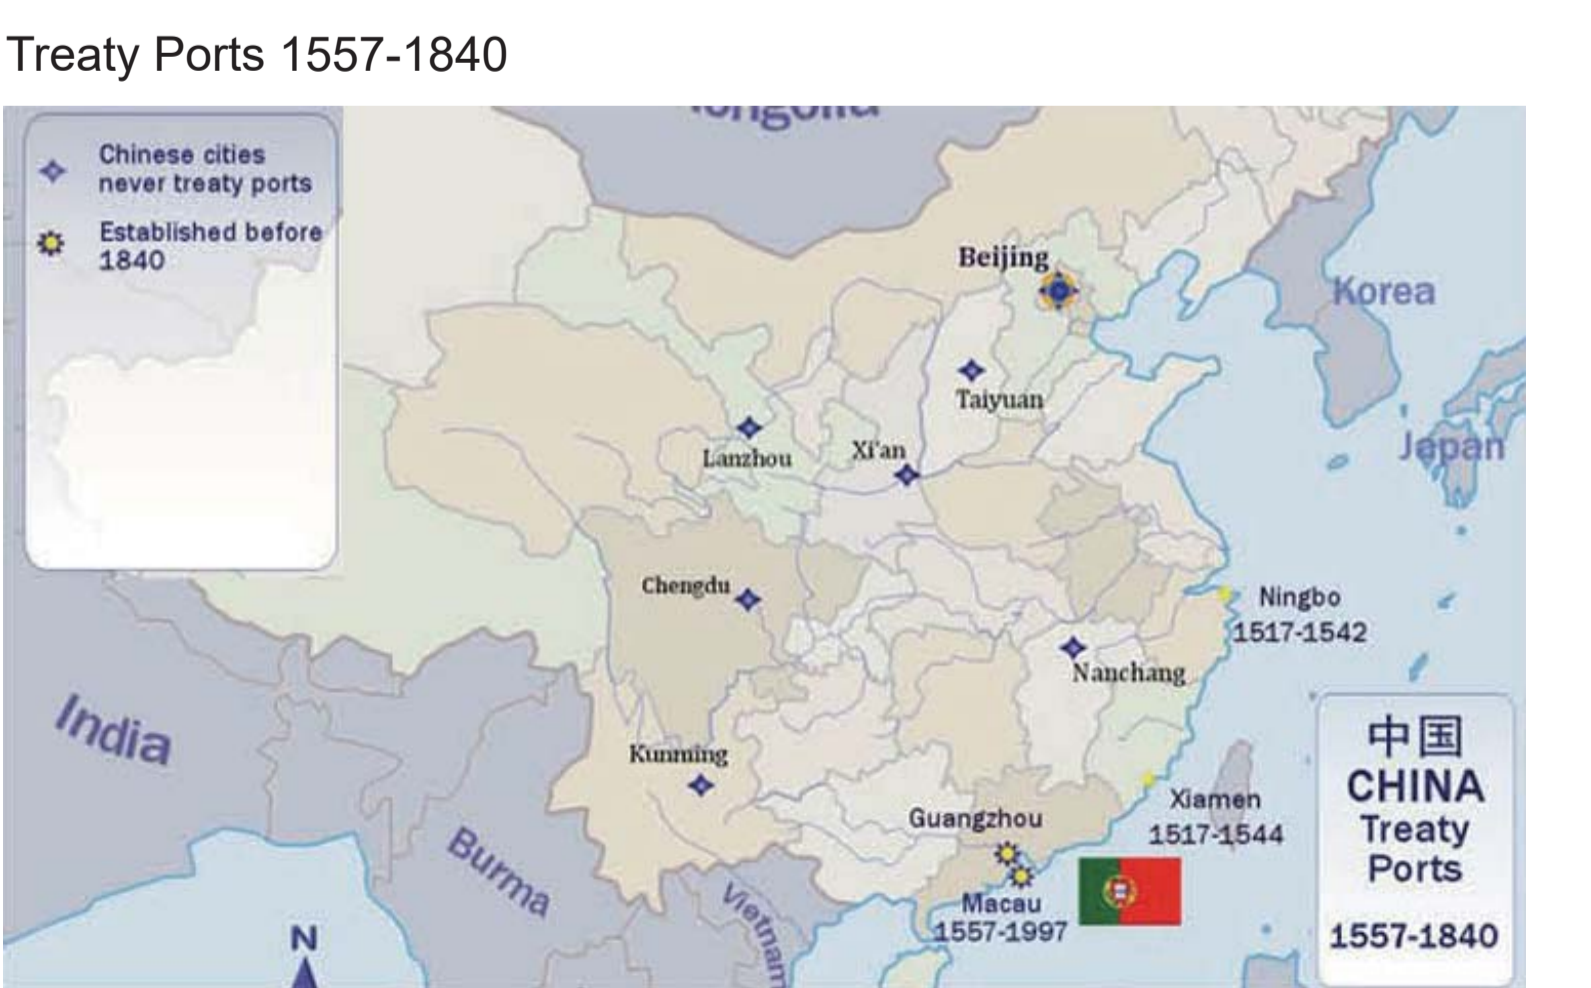 Treaty Ports 1557-1840
Chinese cities
never treaty ports
Established before
1840
Beijing
Korea
Taiyuan
Japan
Lanzhou
Xi'an
Chengdu
Ningbo
1517-1542
Nanchang
India
Kunming
中国
CHINA
Treaty
Ports
1557-1840
Xiamen
1517-1544
Guangzhou
Burma
Vietnam
Macau
1557-1997
N